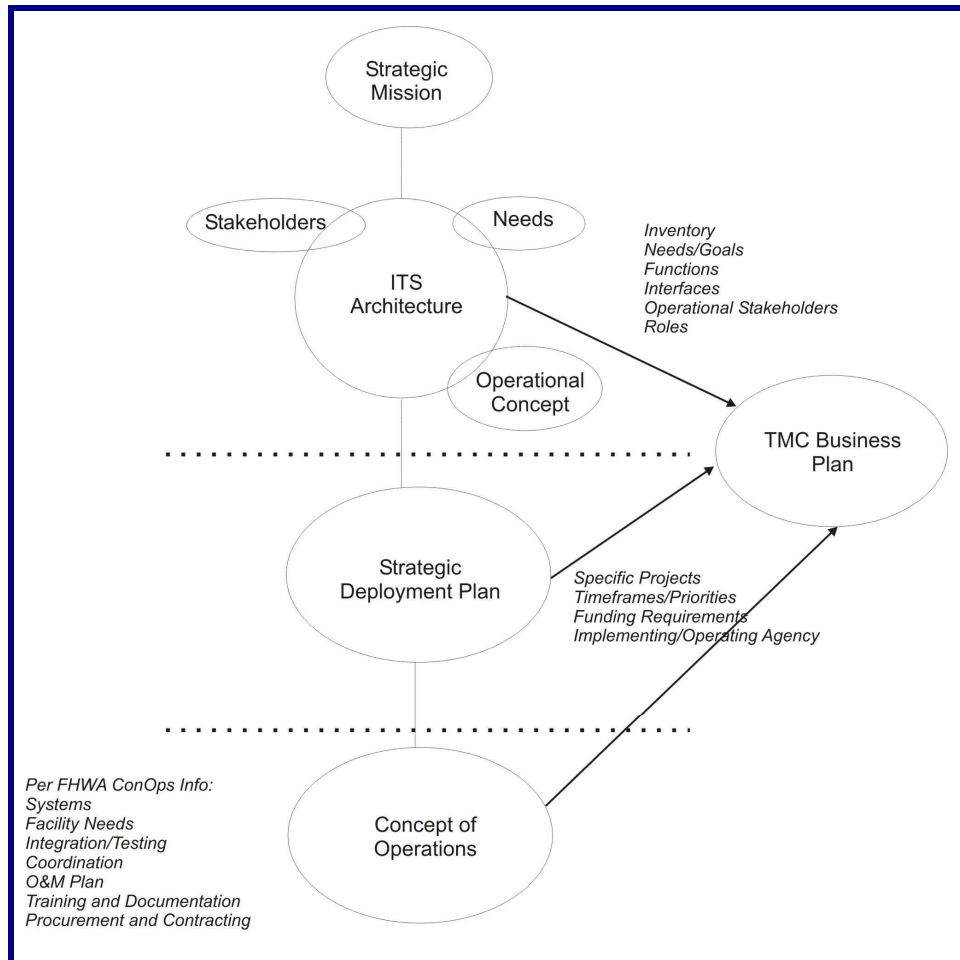 Strategic
Mission
Stakeholders
Needs
ITS
Architecture
Operational
Concept
Inventory
Needs/Goals
Functions
Interfaces
Operational Stakeholders
Roles
TMC Business
Plan
Strategic
Deployment Plan
Specific Projects
Timeframes/Priorities
Funding Requirements
Implementing/Operating Agency
Per FHWA ConOps Info:
Systems
Facility Needs
Integration/Testing
Coordination
O&M Plan
Training and Documentation
Procurement and Contracting
Concept of
Operations